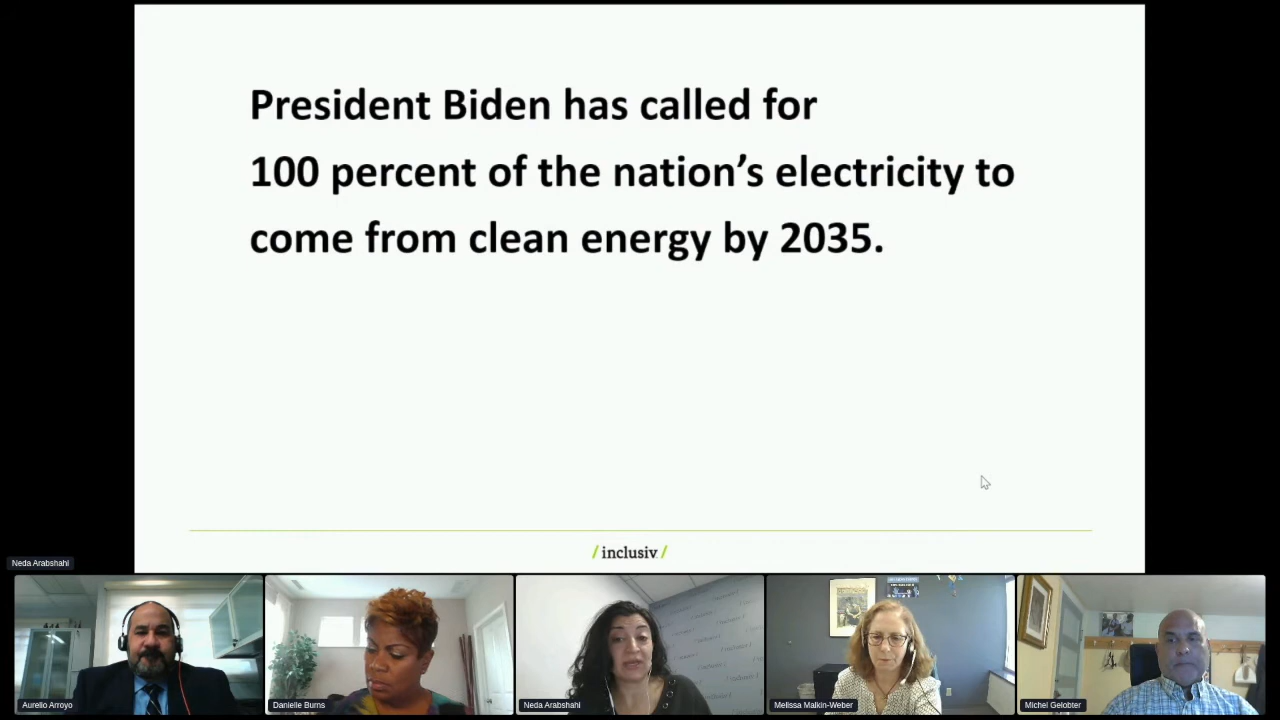 President Biden has called for
100 percent of the nation’s electricity to
come from clean energy by 2035.
/ inclusiv /
Neda Arabshahi
Aurelio Arroyo
Danielle Burns
Neda Arabshahi
Melissa Malkin-Weber
Michel Gelobter